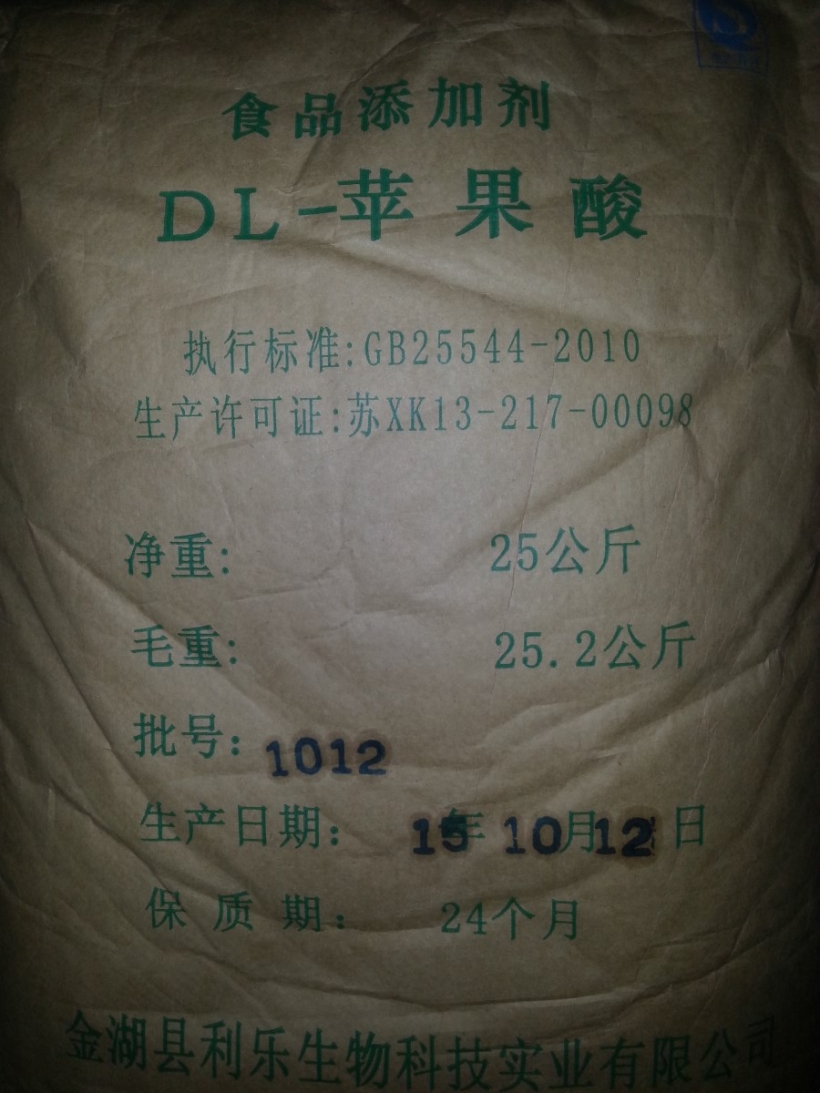 食品添加剂
DL-苹果酸
执行标准:GB25544-2010
生产许可证:苏XK13-217-00098
净重: 25公斤
毛重: 25.2公斤
批号: 1012
生产日期: 15年10月12日
保质期: 24个月
金湖县利乐生物科技实业有限公司